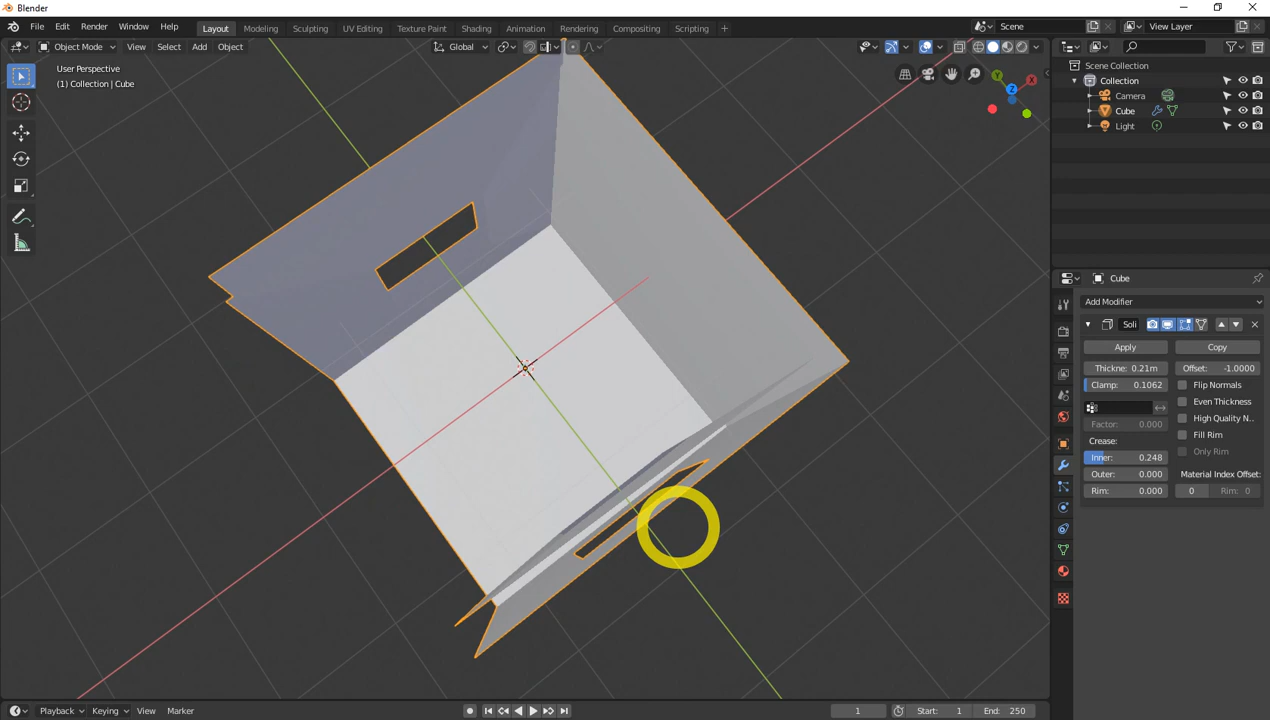 Blender
File Edit Render Window Help Layout Modeling Sculpting UV Editing Texture Paint Shading Animation Rendering Compositing Scripting + Scene View Layer
Object Mode View Select Add Object Global
User Perspective
(1) Collection | Cube
X
Y
Z
Scene Collection
Collection
Camera
Cube
Light
Cube
Add Modifier
Soli
Apply Copy
Thickne: 0.21m Offset: -1.0000
Clamp: 0.1062 Flip Normals
Even Thickness
High Quality N..
Factor: 0.000 Fill Rim
Crease: Only Rim
Inner: 0.248
Outer: 0.000 Material Index Offset:
Rim: 0.000 0 Rim: 0
Playback Keying View Marker 1 Start: 1 End: 250